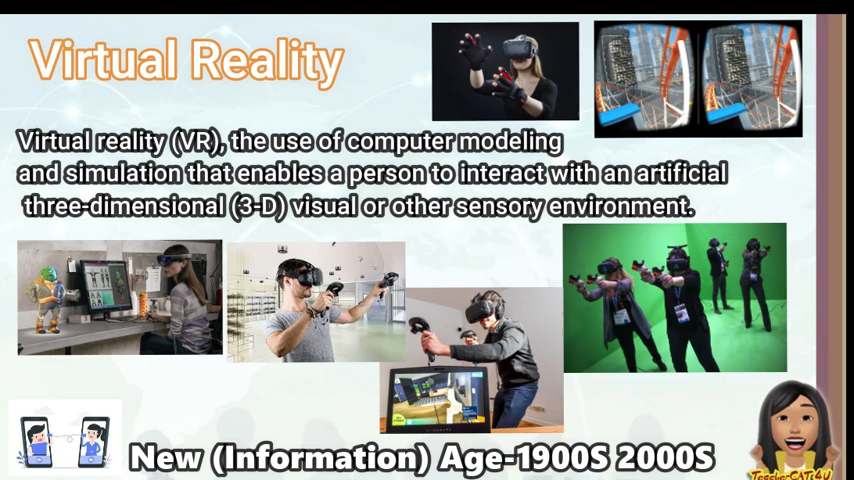 Virtual Reality
Virtual reality (VR), the use of computer modeling
and simulation that enables a person to interact with an artificial
three-dimensional (3-D) visual or other sensory environment.
New (Information) Age-1900S 2000S
TeacherCAT4U